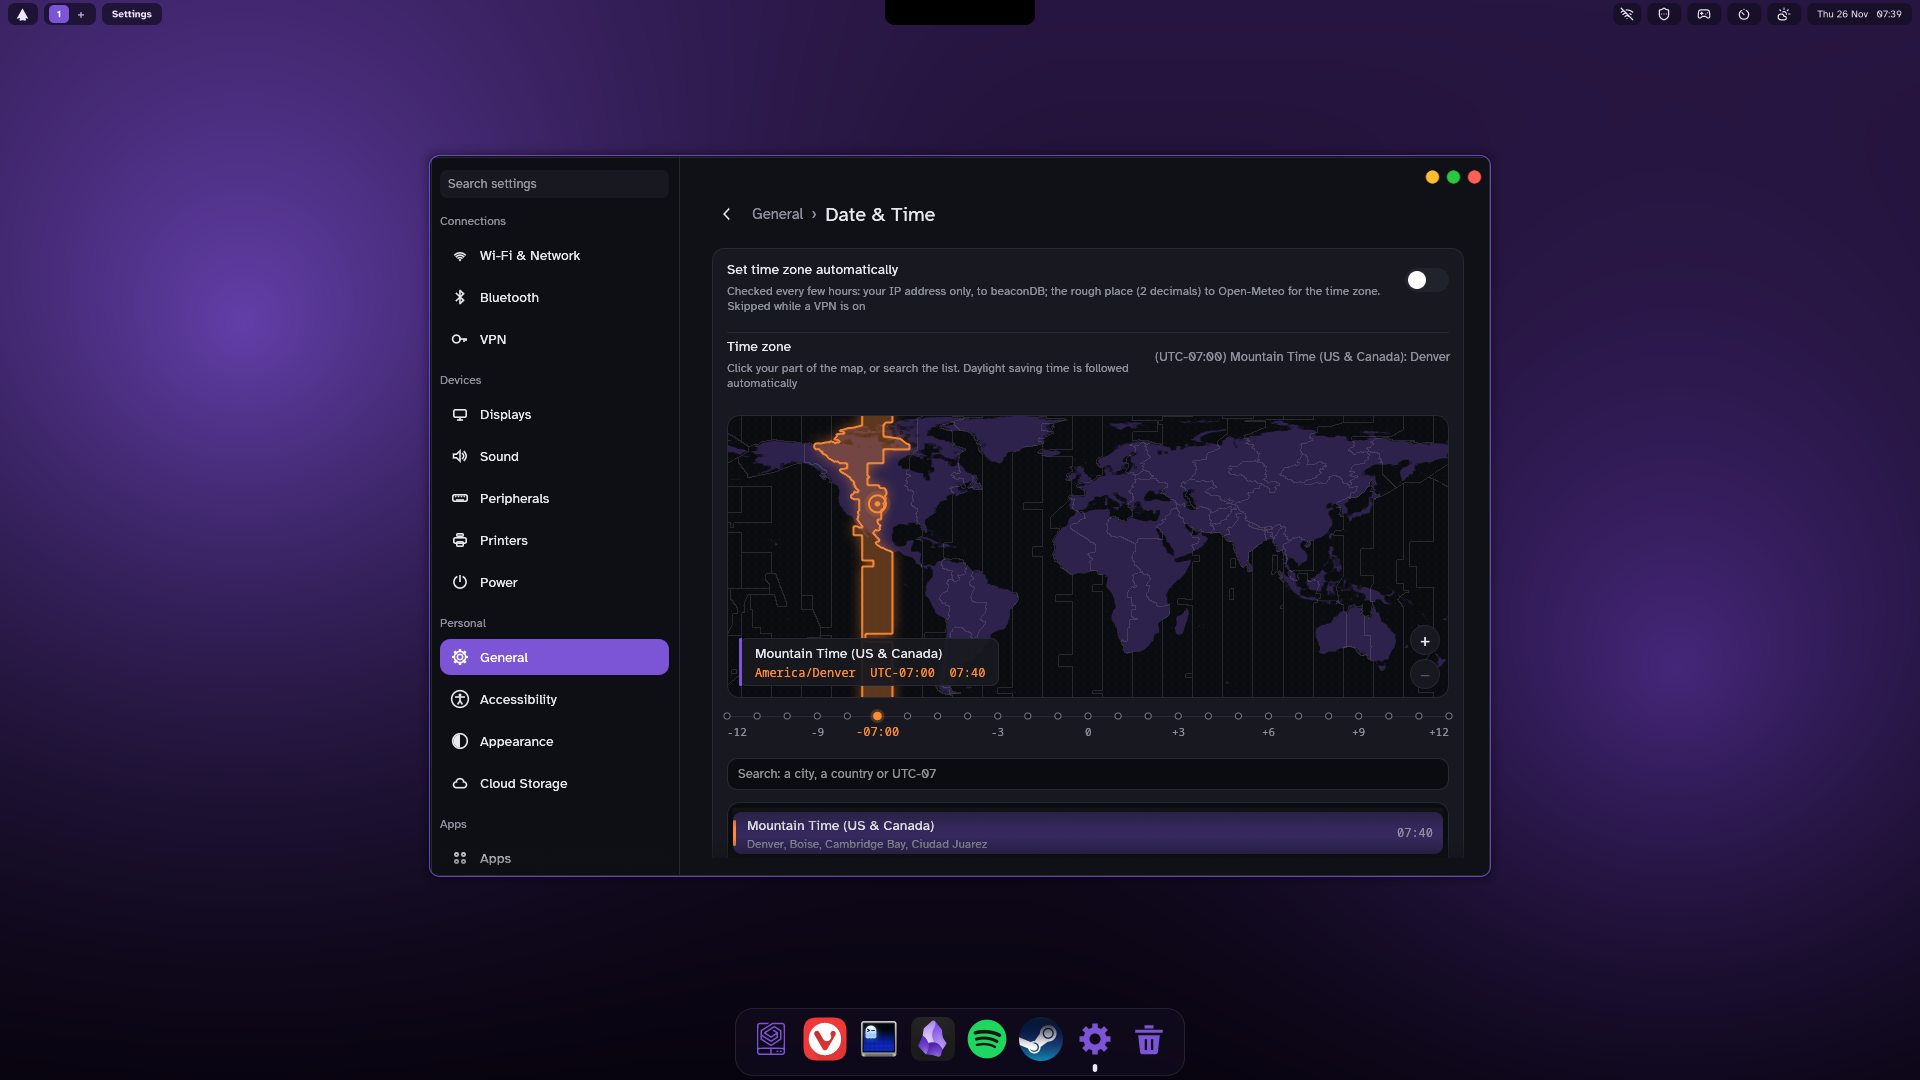 1 + Settings
Thu 26 Nov 07:39
Search settings
Connections
Wi-Fi & Network
Bluetooth
VPN
Devices
Displays
Sound
Peripherals
Printers
Power
Personal
General
Accessibility
Appearance
Cloud Storage
Apps
Apps
General › Date & Time
Set time zone automatically
Checked every few hours: your IP address only, to beaconDB; the rough place (2 decimals) to Open-Meteo for the time zone.
Skipped while a VPN is on
Time zone
Click your part of the map, or search the list. Daylight saving time is followed
automatically
(UTC-07:00) Mountain Time (US & Canada): Denver
+
−
Mountain Time (US & Canada)
America/Denver UTC-07:00 07:40
-12 -9 -07:00 -3 0 +3 +6 +9 +12
Search: a city, a country or UTC-07
Mountain Time (US & Canada)
07:40
Denver, Boise, Cambridge Bay, Ciudad Juarez